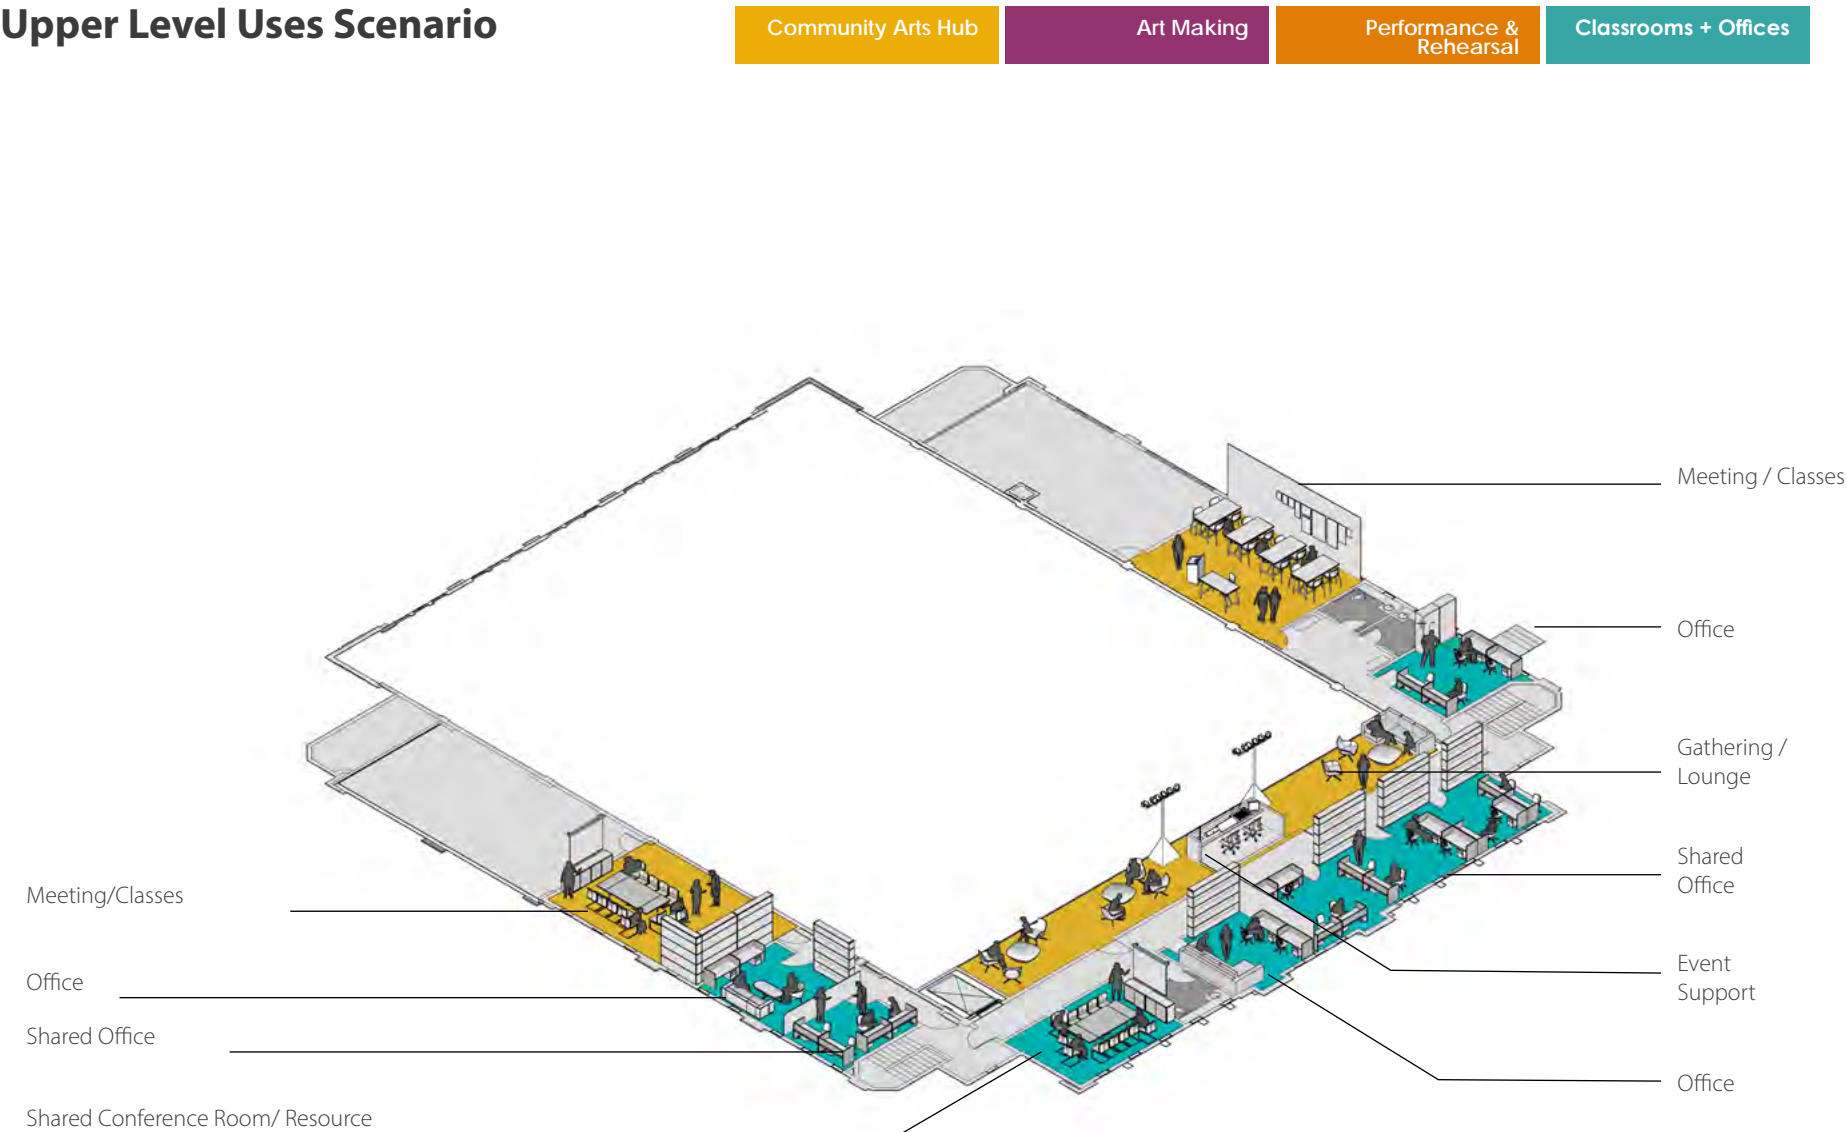 Upper Level Uses Scenario
Community Arts Hub
Art Making
Performance &
Rehearsal
Classrooms + Offices
Meeting / Classes
Office
Gathering /
Lounge
Shared
Office
Event
Support
Office
Meeting/Classes
Office
Shared Office
Shared Conference Room/ Resource